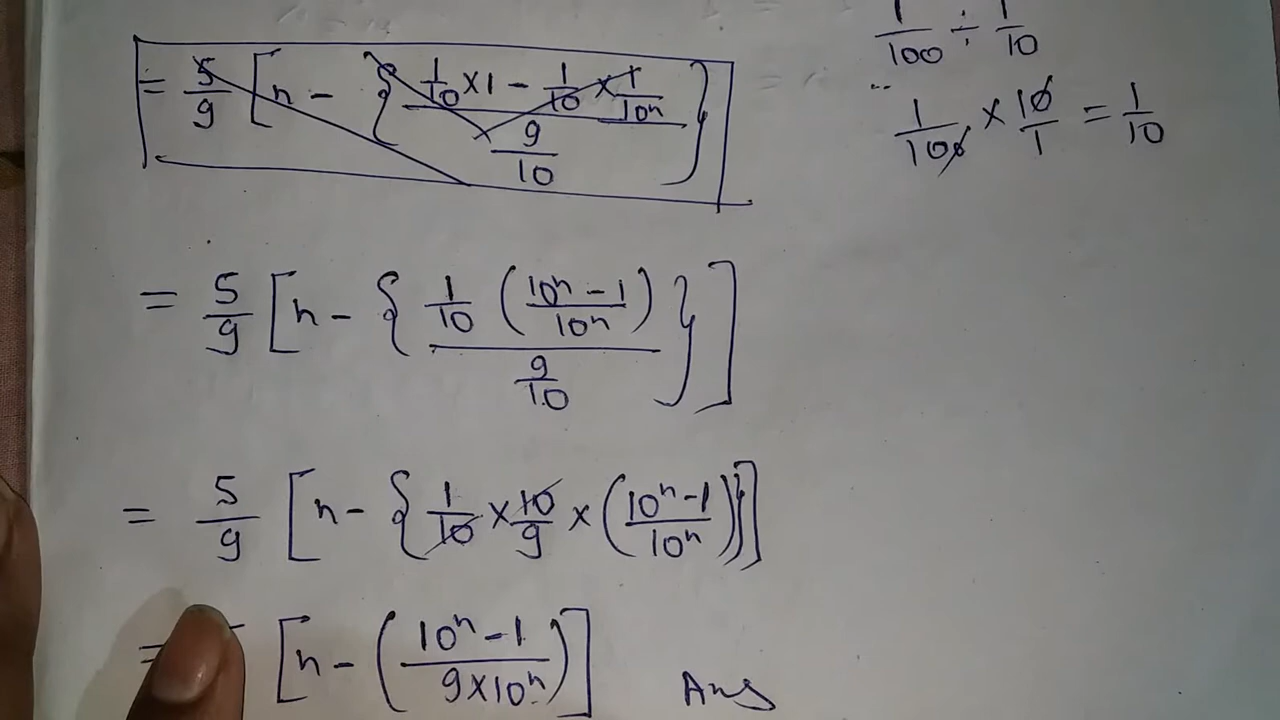 = 5/9 [n - { (1/10 × 1 - 1/10 × 1/10ⁿ) / (9/10) }
1/100 ÷ 1/10
1/100 × 10/1 = 1/10
= 5/9 [n - { 1/10 ((10ⁿ - 1)/10ⁿ) / (9/10) }]
= 5/9 [n - { 1/10 × 10/9 × ((10ⁿ - 1)/10ⁿ) }]
= [n - ((10ⁿ - 1)/(9×10ⁿ))] Ans